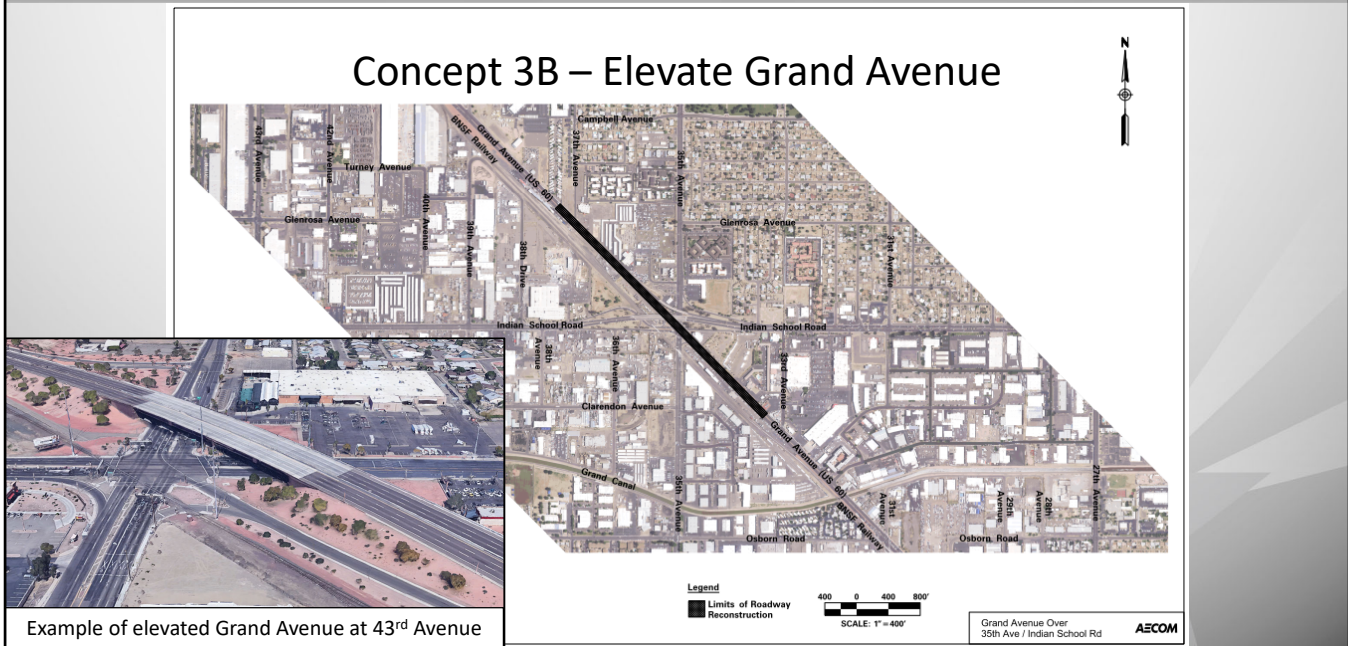 Concept 3B – Elevate Grand Avenue
N
Campbell Avenue
43rd Avenue
42nd Avenue
Grand Avenue (US 60)
BNSF Railway
37th Avenue
35th Avenue
Turney Avenue
40th Avenue
39th Avenue
Glenrosa Avenue
Glenrosa Avenue
38th Drive
31st Avenue
Indian School Road
Indian School Road
38th Avenue
36th Avenue
33rd Avenue
Clarendon Avenue
Grand Avenue (US 60)
Grand Canal
35th Avenue
BNSF Railway
31st Avenue
29th Avenue
28th Avenue
27th Avenue
Osborn Road
Osborn Road
Legend
Limits of Roadway
Reconstruction
400 0 400 800'
SCALE: 1" = 400'
Grand Avenue Over
35th Ave / Indian School Rd
AECOM
Example of elevated Grand Avenue at 43rd Avenue